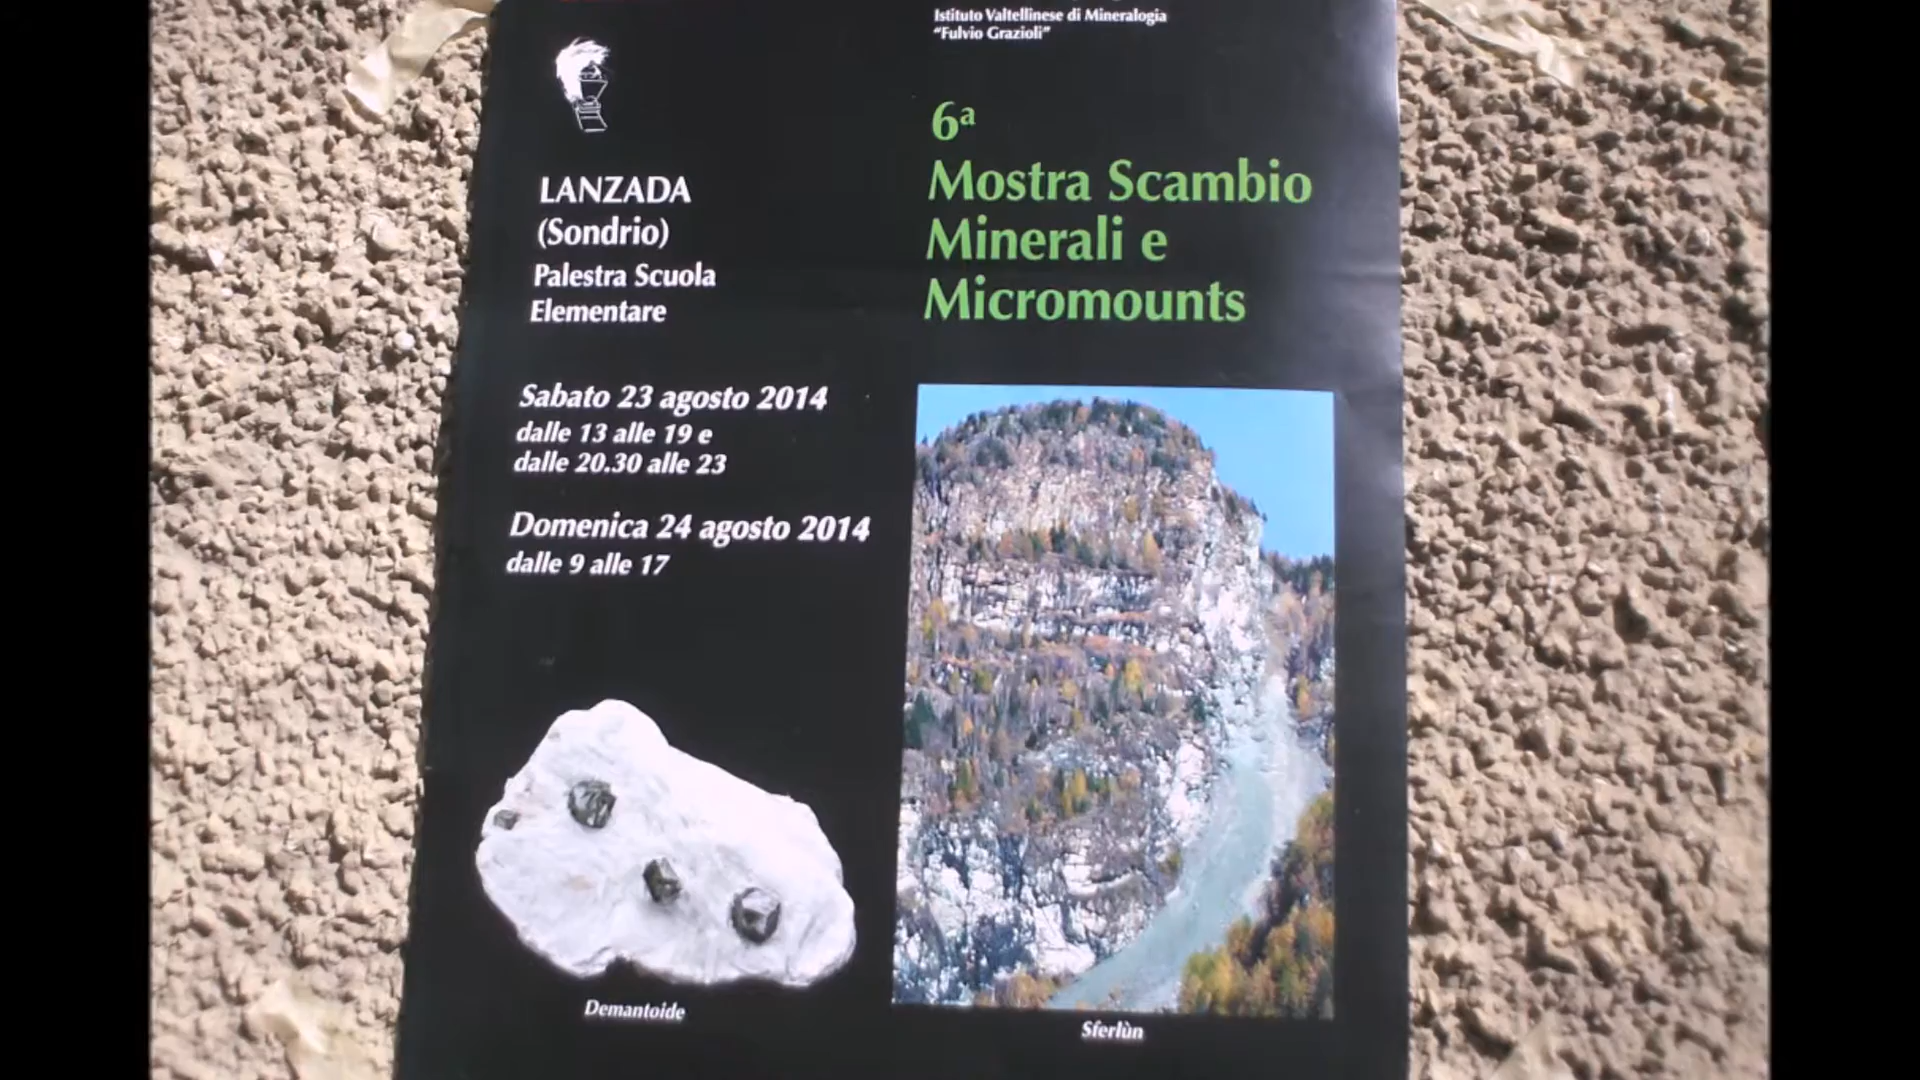 Istituto Valtellinese di Mineralogia
"Fulvio Grazioli"
6ª
Mostra Scambio
Minerali e
Micromounts
LANZADA
(Sondrio)
Palestra Scuola
Elementare
Sabato 23 agosto 2014
dalle 13 alle 19 e
dalle 20.30 alle 23
Domenica 24 agosto 2014
dalle 9 alle 17
Demantoide
Sferlùn